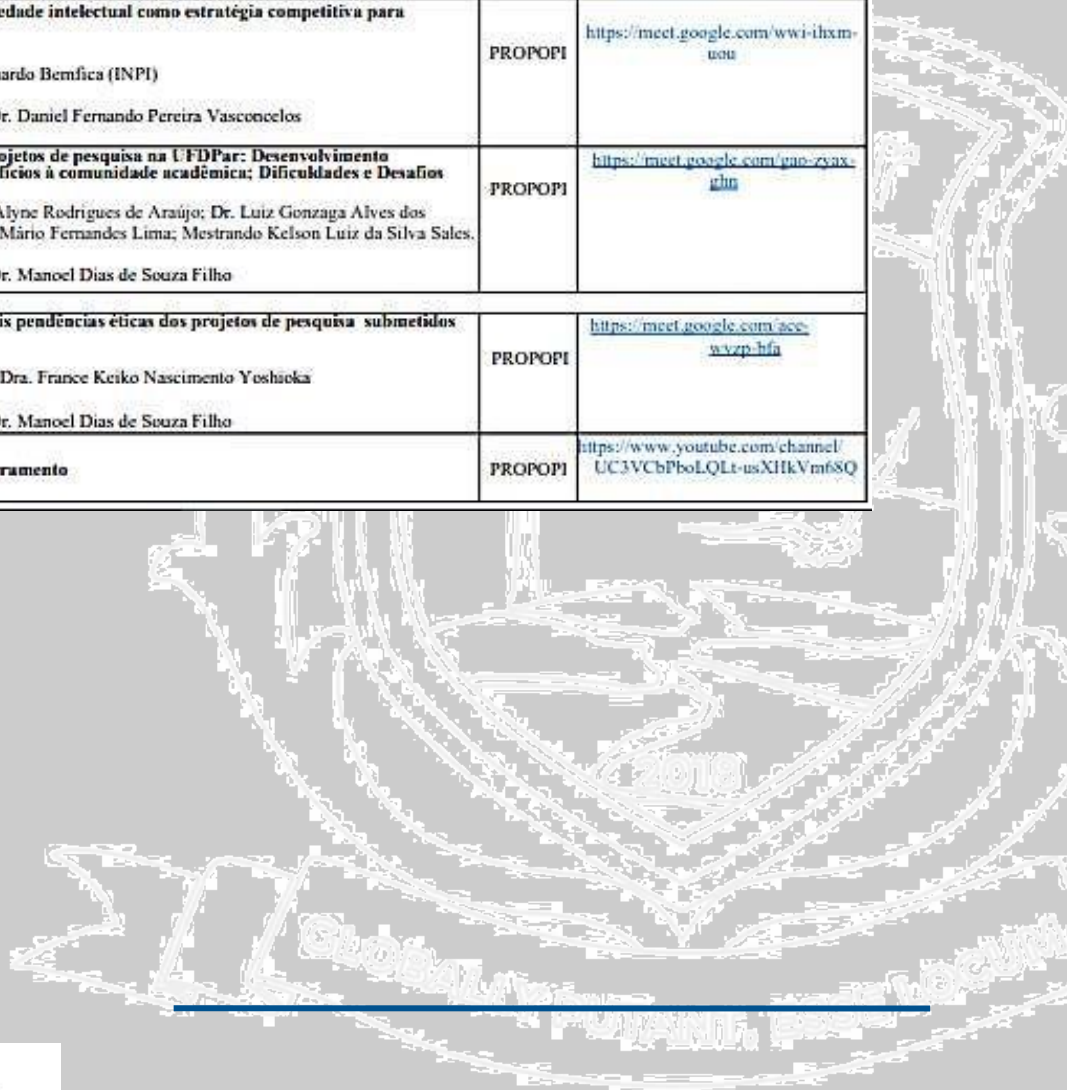 edade intelectual como estratégia competitiva para
PROPOPI
https://meet.google.com/wwi-ihxm-
uou
ardo Bemfica (INPI)
r. Daniel Fernando Pereira Vasconcelos
ojetos de pesquisa na UFDPar: Desenvolvimento
fícios à comunidade acadêmica; Dificuldades e Desafios
PROPOPI
https://meet.google.com/gao-zyax-
ghn
Alyne Rodrigues de Araújo; Dr. Luiz Gonzaga Alves dos
Mário Fernandes Lima; Mestrando Kelson Luiz da Silva Sales.
r. Manoel Dias de Souza Filho
is pendências éticas dos projetos de pesquisa submetidos
PROPOPI
https://meet.google.com/ace-
wvzp-hfa
Dra. France Keiko Nascimento Yoshioka
r. Manoel Dias de Souza Filho
ramento
PROPOPI
https://www.youtube.com/channel/
UC3VCbPboLQLt-usXHkVm68Q
2018
GLOBALIY PUTANT, ESSE LOCUM